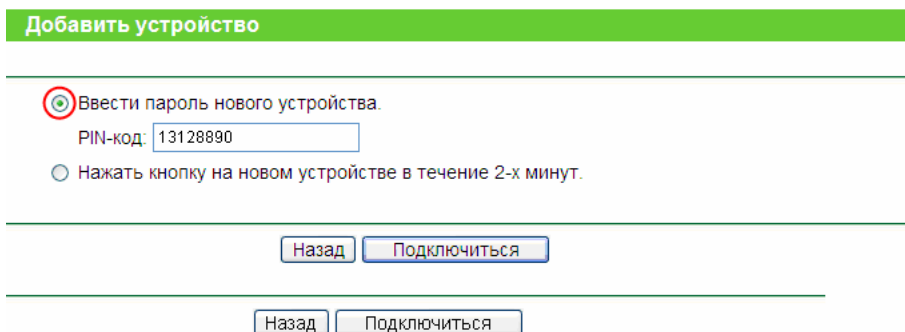 Добавить устройство
Ввести пароль нового устройства.
PIN-код: 13128890
Нажать кнопку на новом устройстве в течение 2-х минут.
Назад Подключиться
Назад Подключиться